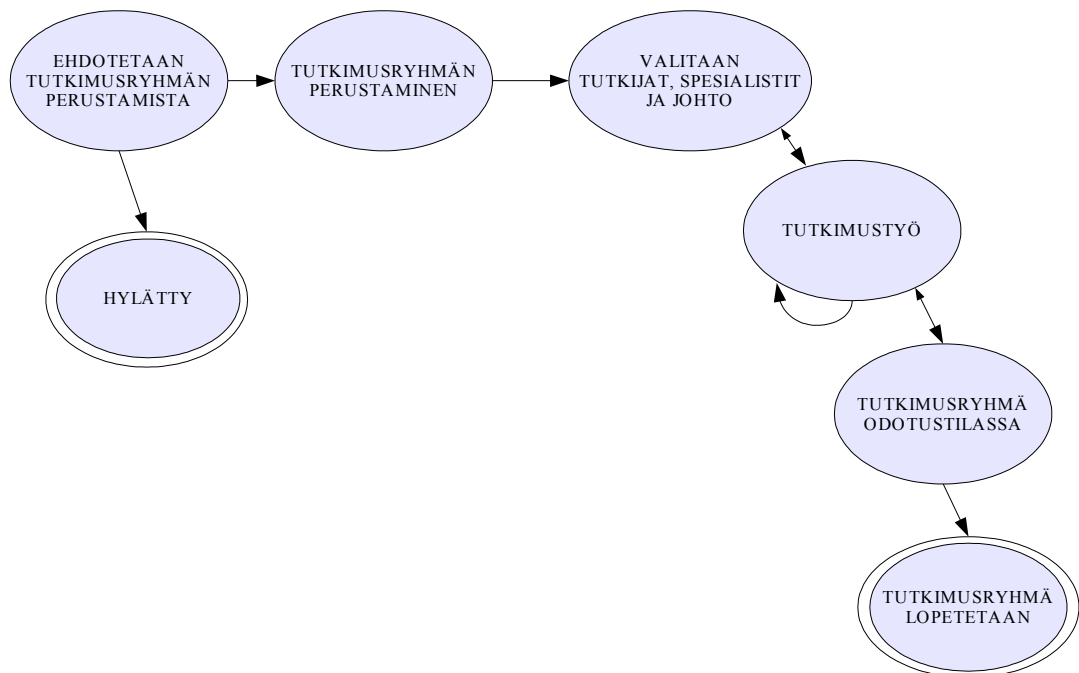 EHDOTETAAN
TUTKIMUSRYHMÄN
PERUSTAMISTA
TUTKIMUSRYHMÄN
PERUSTAMINEN
VALITAAN
TUTKIJAT, SPESIALISTIT
JA JOHTO
TUTKIMUSTYÖ
HYLÄTTY
TUTKIMUSRYHMÄ
ODOTUSTILASSA
TUTKIMUSRYHMÄ
LOPETETAAN